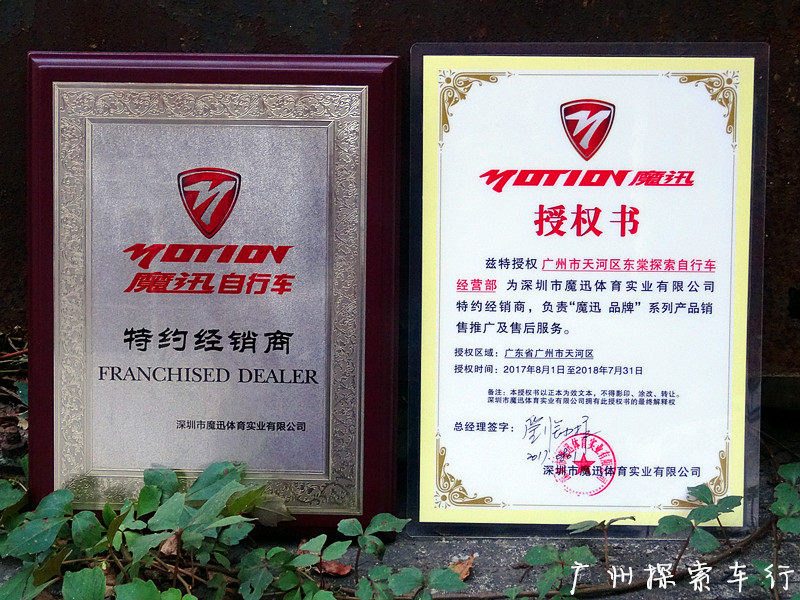 MOTION
魔迅自行车
特约经销商
FRANCHISED DEALER
深圳市魔迅体育实业有限公司
MOTION 魔迅
授权书
兹特授权 广州市天河区东棠探索自行车
经营部 为深圳市魔迅体育实业有限公司
特约经销商，负责“魔迅 品牌”系列产品销
售推广及售后服务。
授权区域： 广东省广州市天河区
授权时间：2017年8月1日至2018年7月31日
备注：本授权书以正本为效文本，不得影印、涂改、转让。
深圳市魔迅体育实业有限公司拥有此授权书的最终解释权
总经理签字：
深圳市魔迅体育实业有限公司
广州探索车行